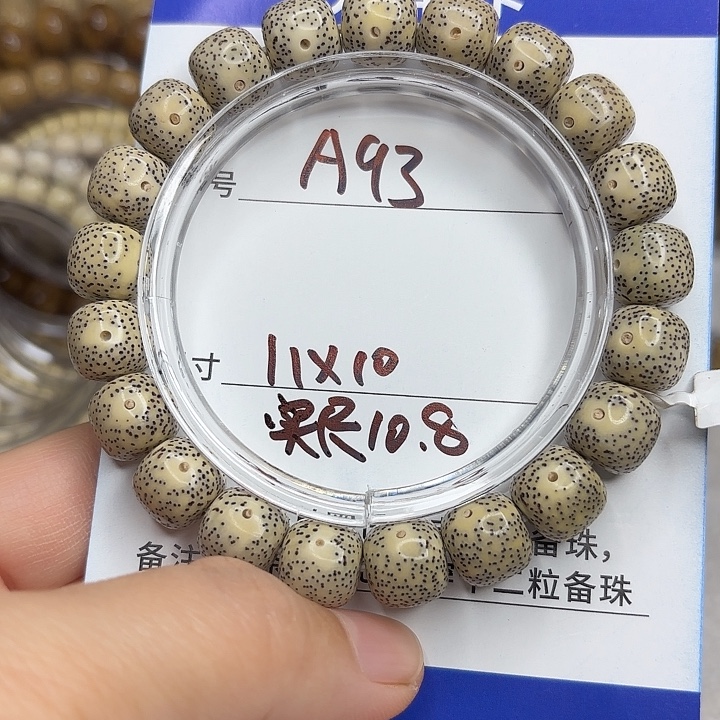 号 A93
寸 11X10
实尺10.8
备注
备珠，
二粒备珠